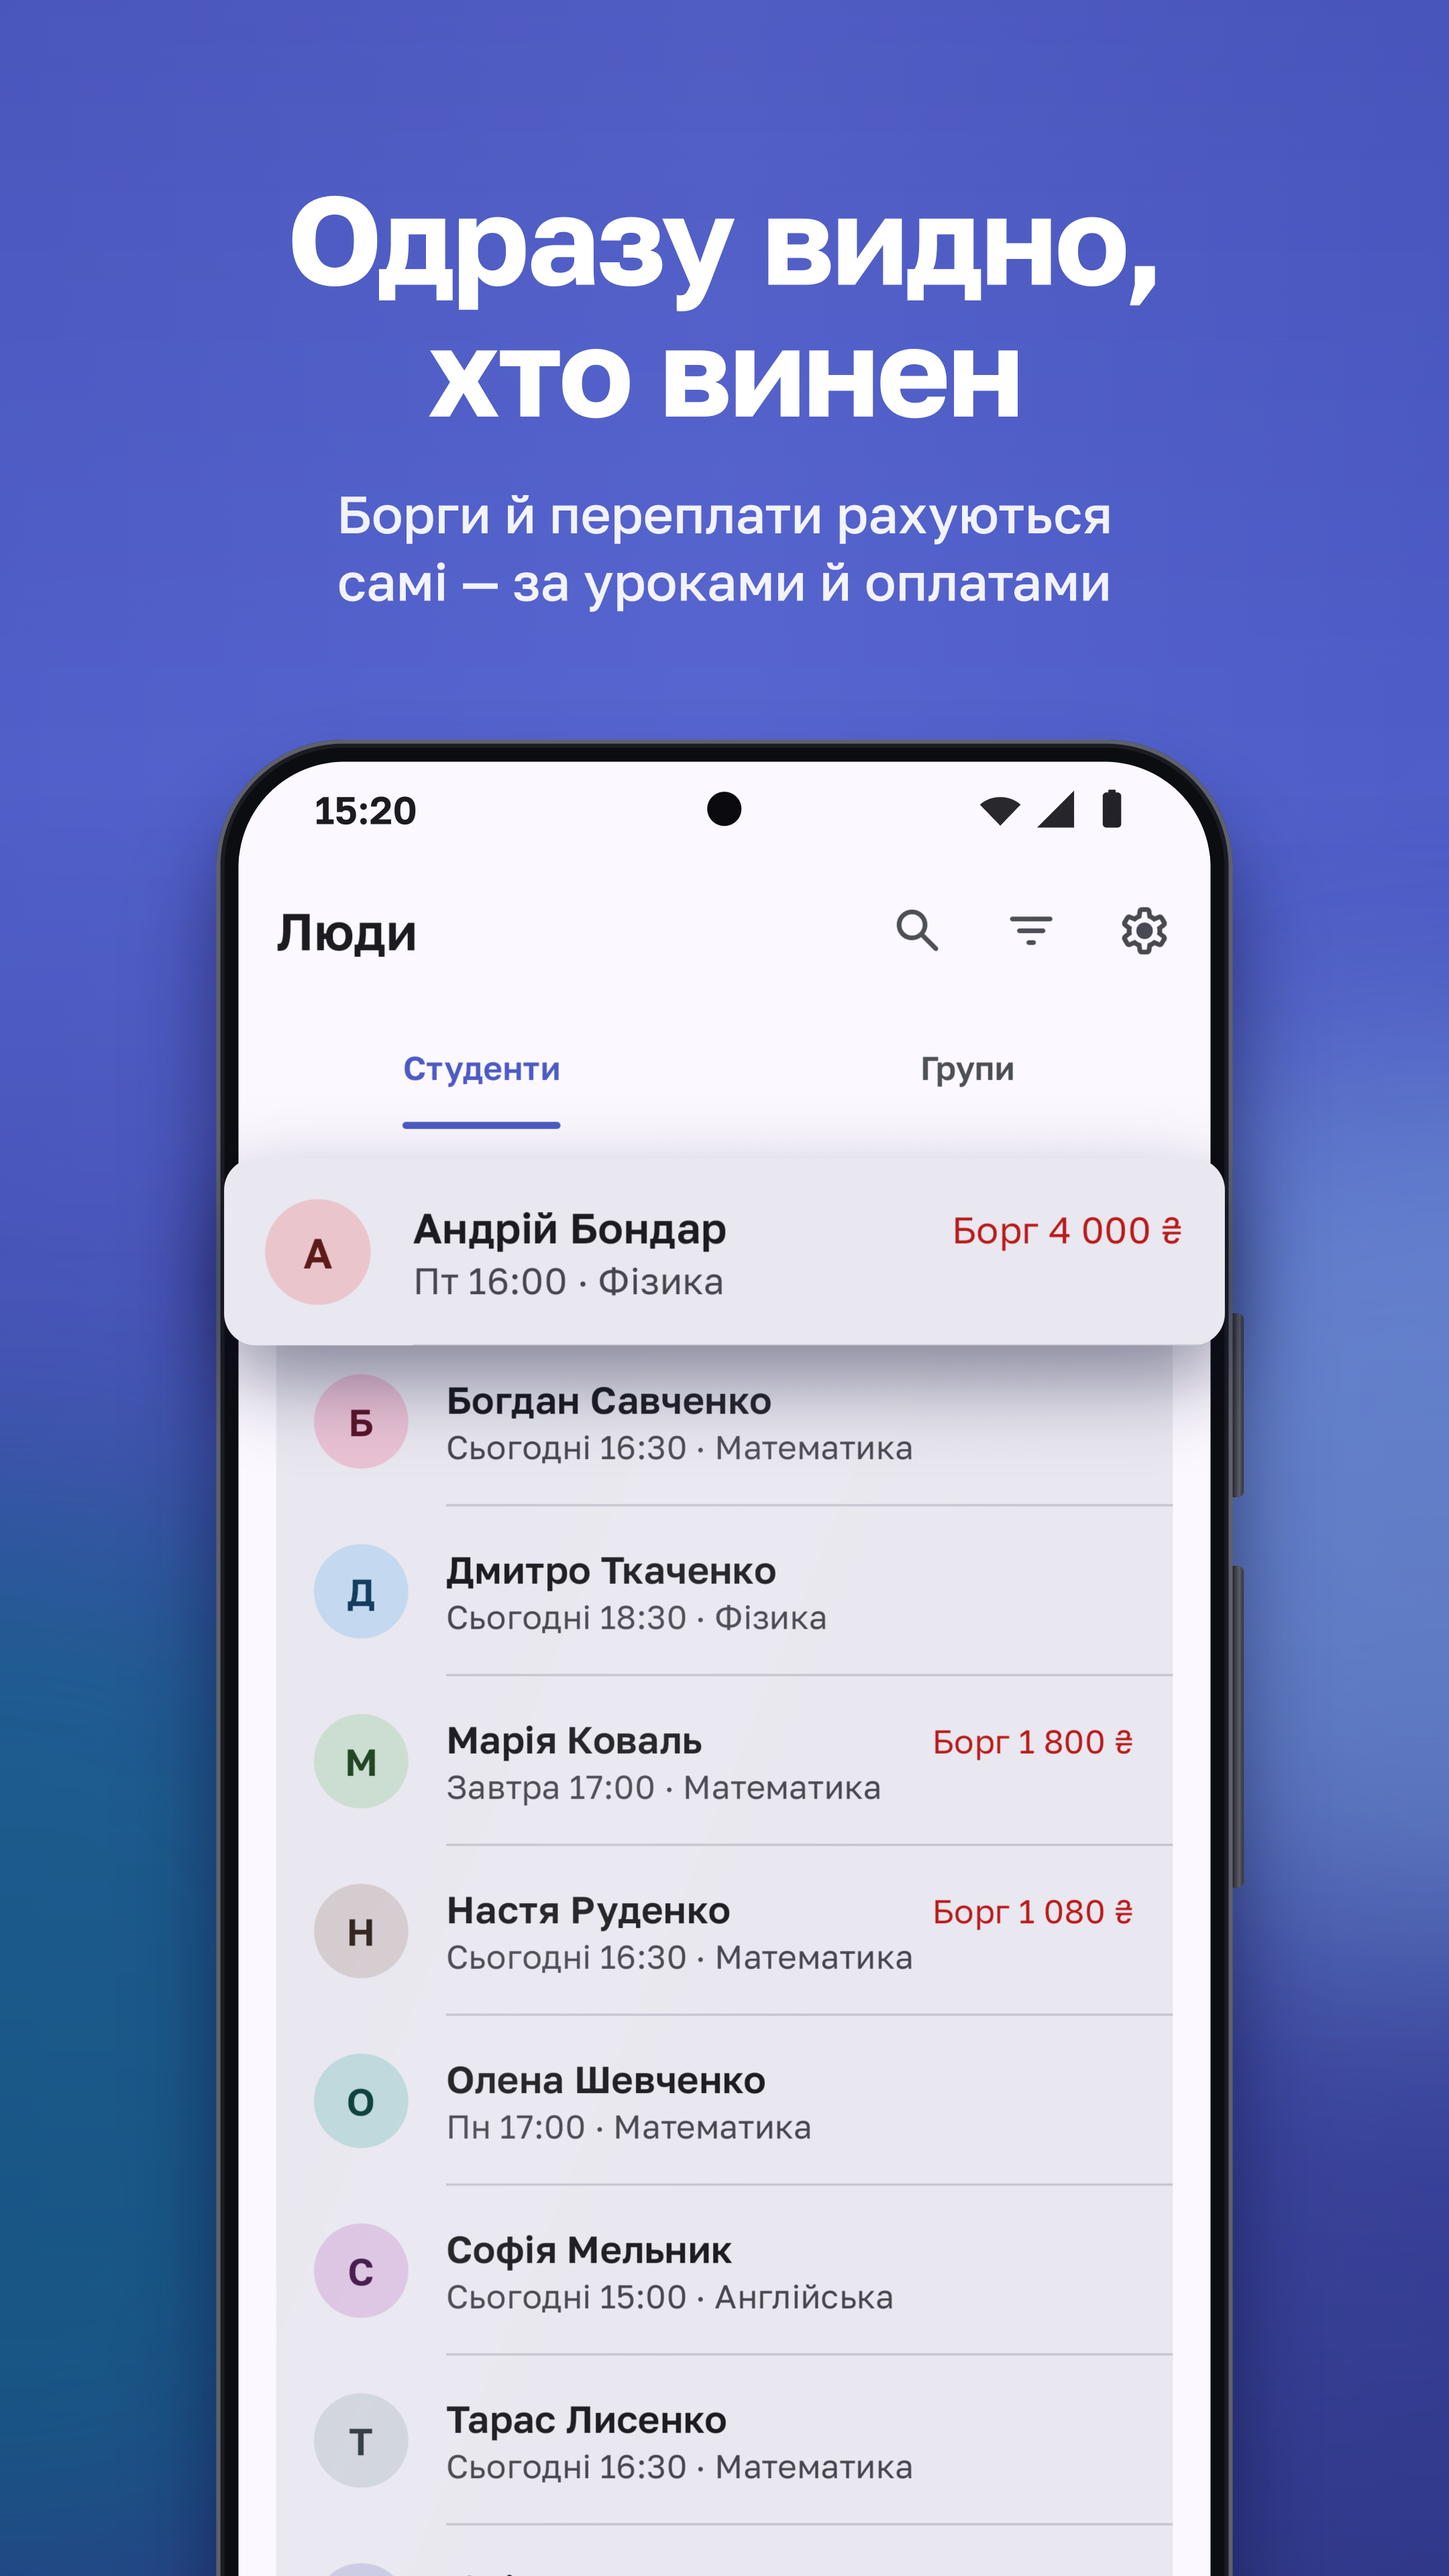 Одразу видно,
хто винен
Борги й переплати рахуються
самі — за уроками й оплатами
15:20
Люди
Студенти
Групи
А
Андрій Бондар
Борг 4 000 ₴
Пт 16:00 · Фізика
Б
Богдан Савченко
Сьогодні 16:30 · Математика
Д
Дмитро Ткаченко
Сьогодні 18:30 · Фізика
М
Марія Коваль
Борг 1 800 ₴
Завтра 17:00 · Математика
Н
Настя Руденко
Борг 1 080 ₴
Сьогодні 16:30 · Математика
О
Олена Шевченко
Пн 17:00 · Математика
С
Софія Мельник
Сьогодні 15:00 · Англійська
Т
Тарас Лисенко
Сьогодні 16:30 · Математика